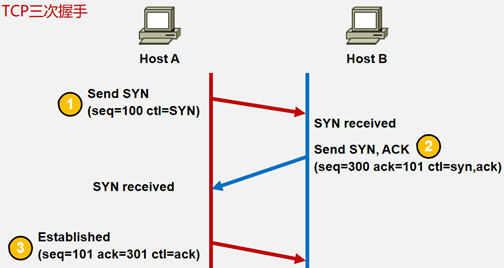 TCP三次握手
Host A
Host B
1
Send SYN
(seq=100 ctl=SYN)
SYN received
Send SYN, ACK
2
(seq=300 ack=101 ctl=syn,ack)
SYN received
3
Established
(seq=101 ack=301 ctl=ack)